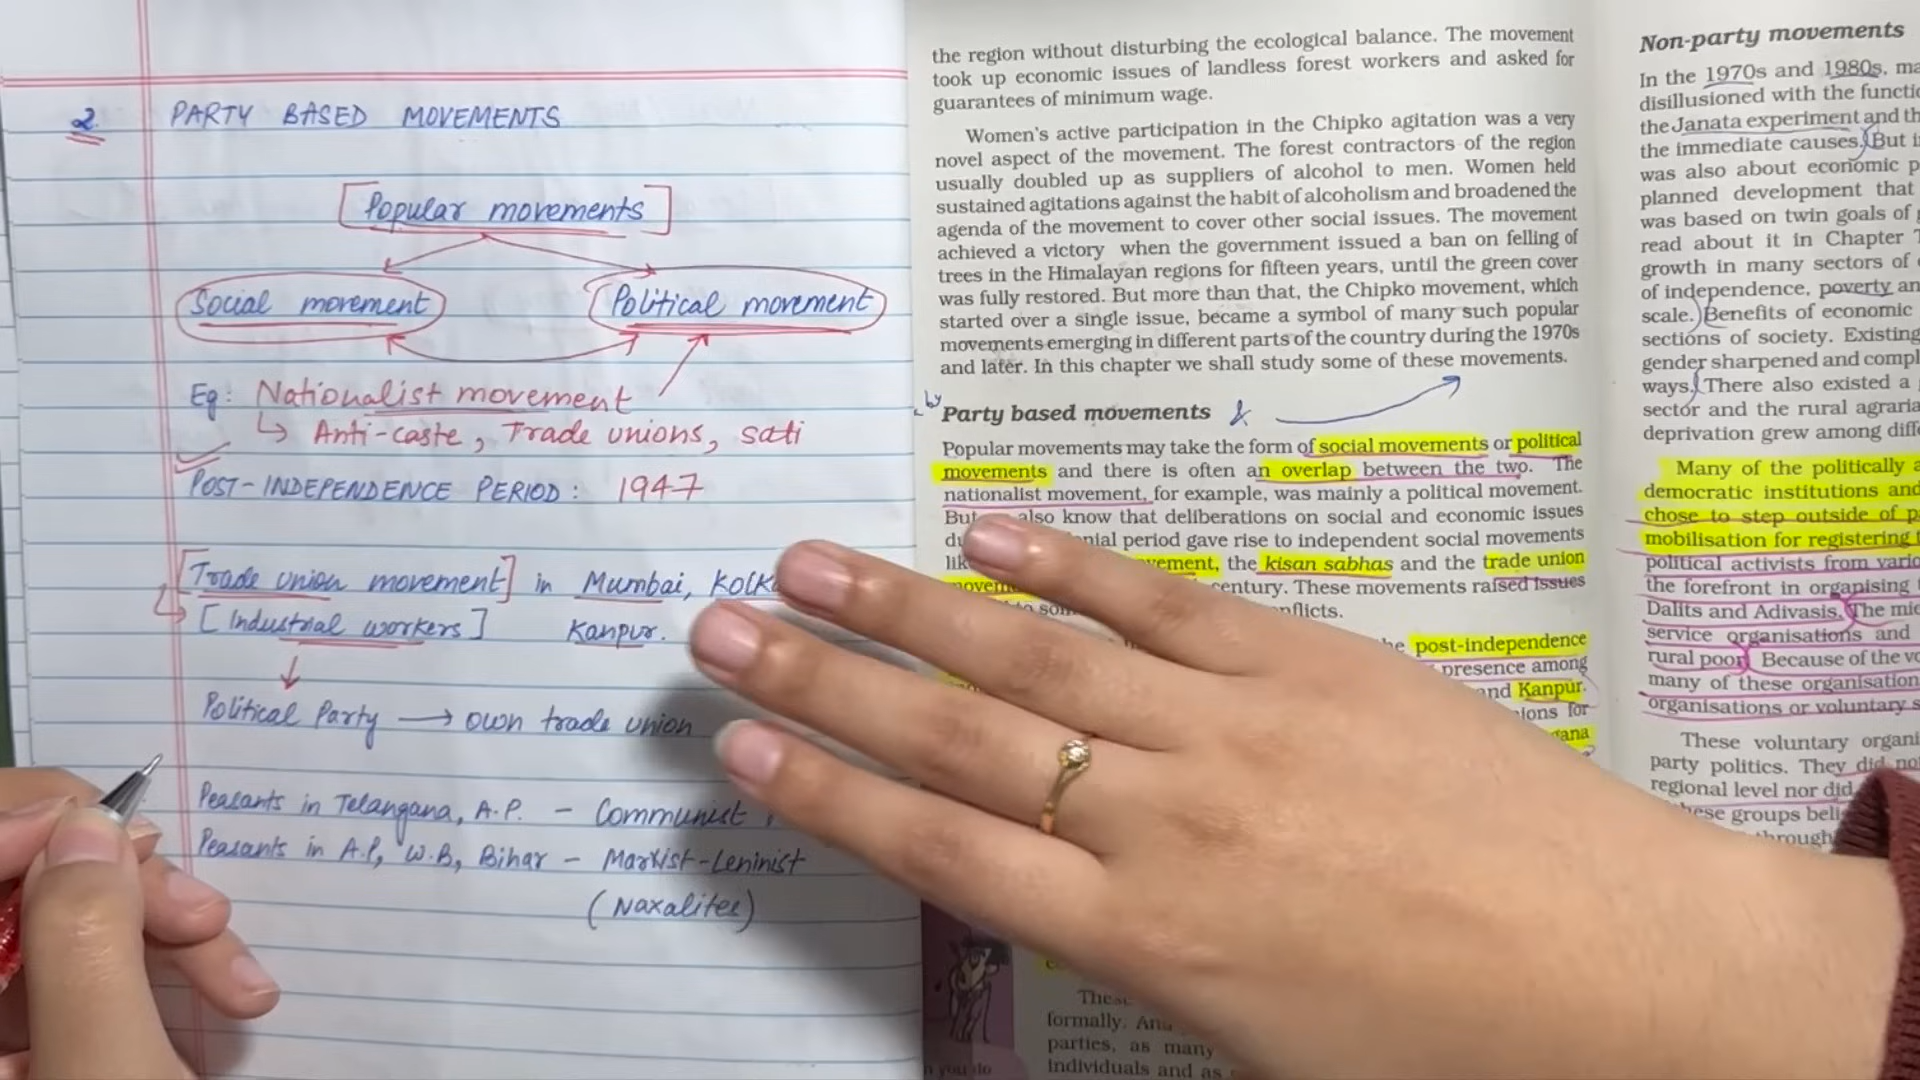 2. PARTY BASED MOVEMENTS
[Popular movements]
Social movement Political movement
Eg: Nationalist movement
↳ Anti-caste, Trade unions, sati
POST-INDEPENDENCE PERIOD: 1947
[Trade union movement] in Mumbai, Kolka
[Industrial workers] Kanpur.
Political Party → own trade union
Peasants in Telangana, A.P. - Communist
Peasants in A.P, W.B, Bihar - Marxist-Leninist
(Naxalites)
the region without disturbing the ecological balance. The movement
took up economic issues of landless forest workers and asked for
guarantees of minimum wage.
Women's active participation in the Chipko agitation was a very
novel aspect of the movement. The forest contractors of the region
usually doubled up as suppliers of alcohol to men. Women held
sustained agitations against the habit of alcoholism and broadened the
agenda of the movement to cover other social issues. The movement
achieved a victory when the government issued a ban on felling of
trees in the Himalayan regions for fifteen years, until the green cover
was fully restored. But more than that, the Chipko movement, which
started over a single issue, became a symbol of many such popular
movements emerging in different parts of the country during the 1970s
and later. In this chapter we shall study some of these movements.
Party based movements
Popular movements may take the form of social movements or political
movements and there is often an overlap between the two. The
nationalist movement, for example, was mainly a political movement.
But also know that deliberations on social and economic issues
period gave rise to independent social movements
the kisan sabhas and the trade union
century. These movements raised issues
post-independence
presence among
and Kanpur.
for
These
formally.
parties, as many
individuals and as
Non-party movements
In the 1970s and 1980s,
disillusioned with the
the Janata experiment and
the immediate causes. But
was also about economic
planned development that
was based on twin goals of
read about it in Chapter
growth in many sectors of
of independence, poverty
scale. Benefits of economic
sections of society. Existing
gender sharpened and
ways. There also existed a
sector and the rural
deprivation grew among
Many of the politically
democratic institutions and
chose to step outside of
mobilisation for registering
political activists from
the forefront in organising
Dalits and Adivasis. The
service organisations and
rural poor. Because of the
many of these
organisations or voluntary
These voluntary
party politics. They did
regional level nor did
these groups
through